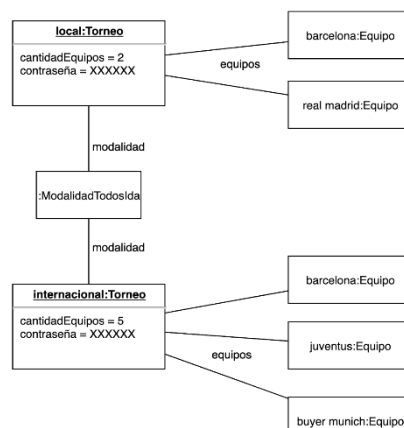 local:Torneo
cantidadEquipos = 2
contraseña = XXXXXX
barcelona:Equipo
equipos
real madrid:Equipo
modalidad
:ModalidadTodosIda
modalidad
internacional:Torneo
cantidadEquipos = 5
contraseña = XXXXXX
barcelona:Equipo
juventus:Equipo
equipos
buyer munich:Equipo